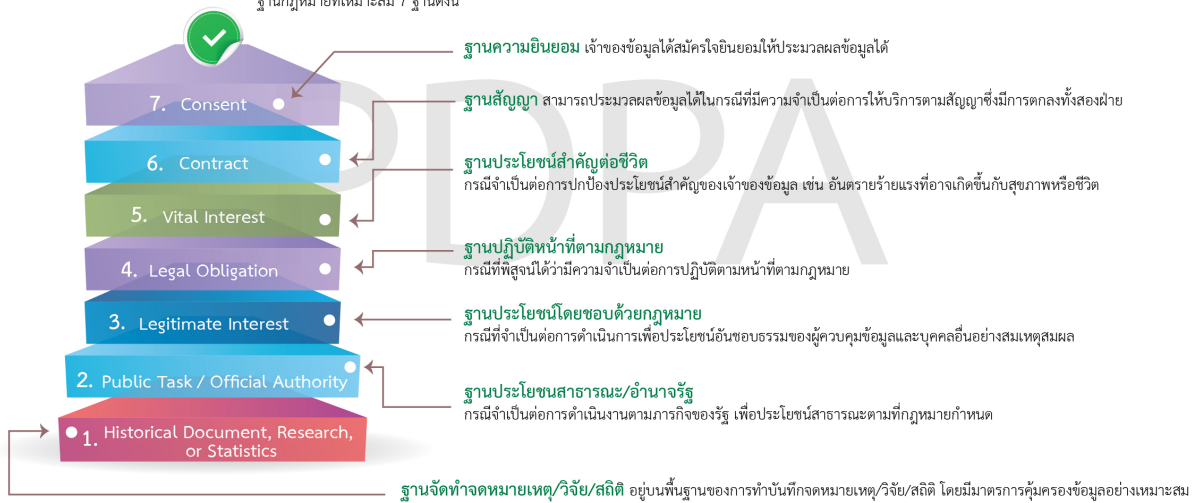 ฐานกฎหมายที่เหมาะสม 7 ฐานดังนี้
PDPA
7. Consent
ฐานความยินยอม เจ้าของข้อมูลได้สมัครใจยินยอมให้ประมวลผลข้อมูลได้
6. Contract
ฐานสัญญา สามารถประมวลผลข้อมูลได้ในกรณีที่มีความจำเป็นต่อการให้บริการตามสัญญาซึ่งมีการตกลงทั้งสองฝ่าย
5. Vital Interest
ฐานประโยชน์สำคัญต่อชีวิต
กรณีจำเป็นต่อการปกป้องประโยชน์สำคัญของเจ้าของข้อมูล เช่น อันตรายร้ายแรงที่อาจเกิดขึ้นกับสุขภาพหรือชีวิต
4. Legal Obligation
ฐานปฏิบัติหน้าที่ตามกฎหมาย
กรณีที่พิสูจน์ได้ว่ามีความจำเป็นต่อการปฏิบัติตามหน้าที่ตามกฎหมาย
3. Legitimate Interest
ฐานประโยชน์โดยชอบด้วยกฎหมาย
กรณีที่จำเป็นต่อการดำเนินการเพื่อประโยชน์อันชอบธรรมของผู้ควบคุมข้อมูลและบุคคลอื่นอย่างสมเหตุสมผล
2. Public Task / Official Authority
ฐานประโยชนสาธารณะ/อำนาจรัฐ
กรณีจำเป็นต่อการดำเนินงานตามภารกิจของรัฐ เพื่อประโยชน์สาธารณะตามที่กฎหมายกำหนด
1. Historical Document, Research,
or Statistics
ฐานจัดทำจดหมายเหตุ/วิจัย/สถิติ อยู่บนพื้นฐานของการทำบันทึกจดหมายเหตุ/วิจัย/สถิติ โดยมีมาตรการคุ้มครองข้อมูลอย่างเหมาะสม